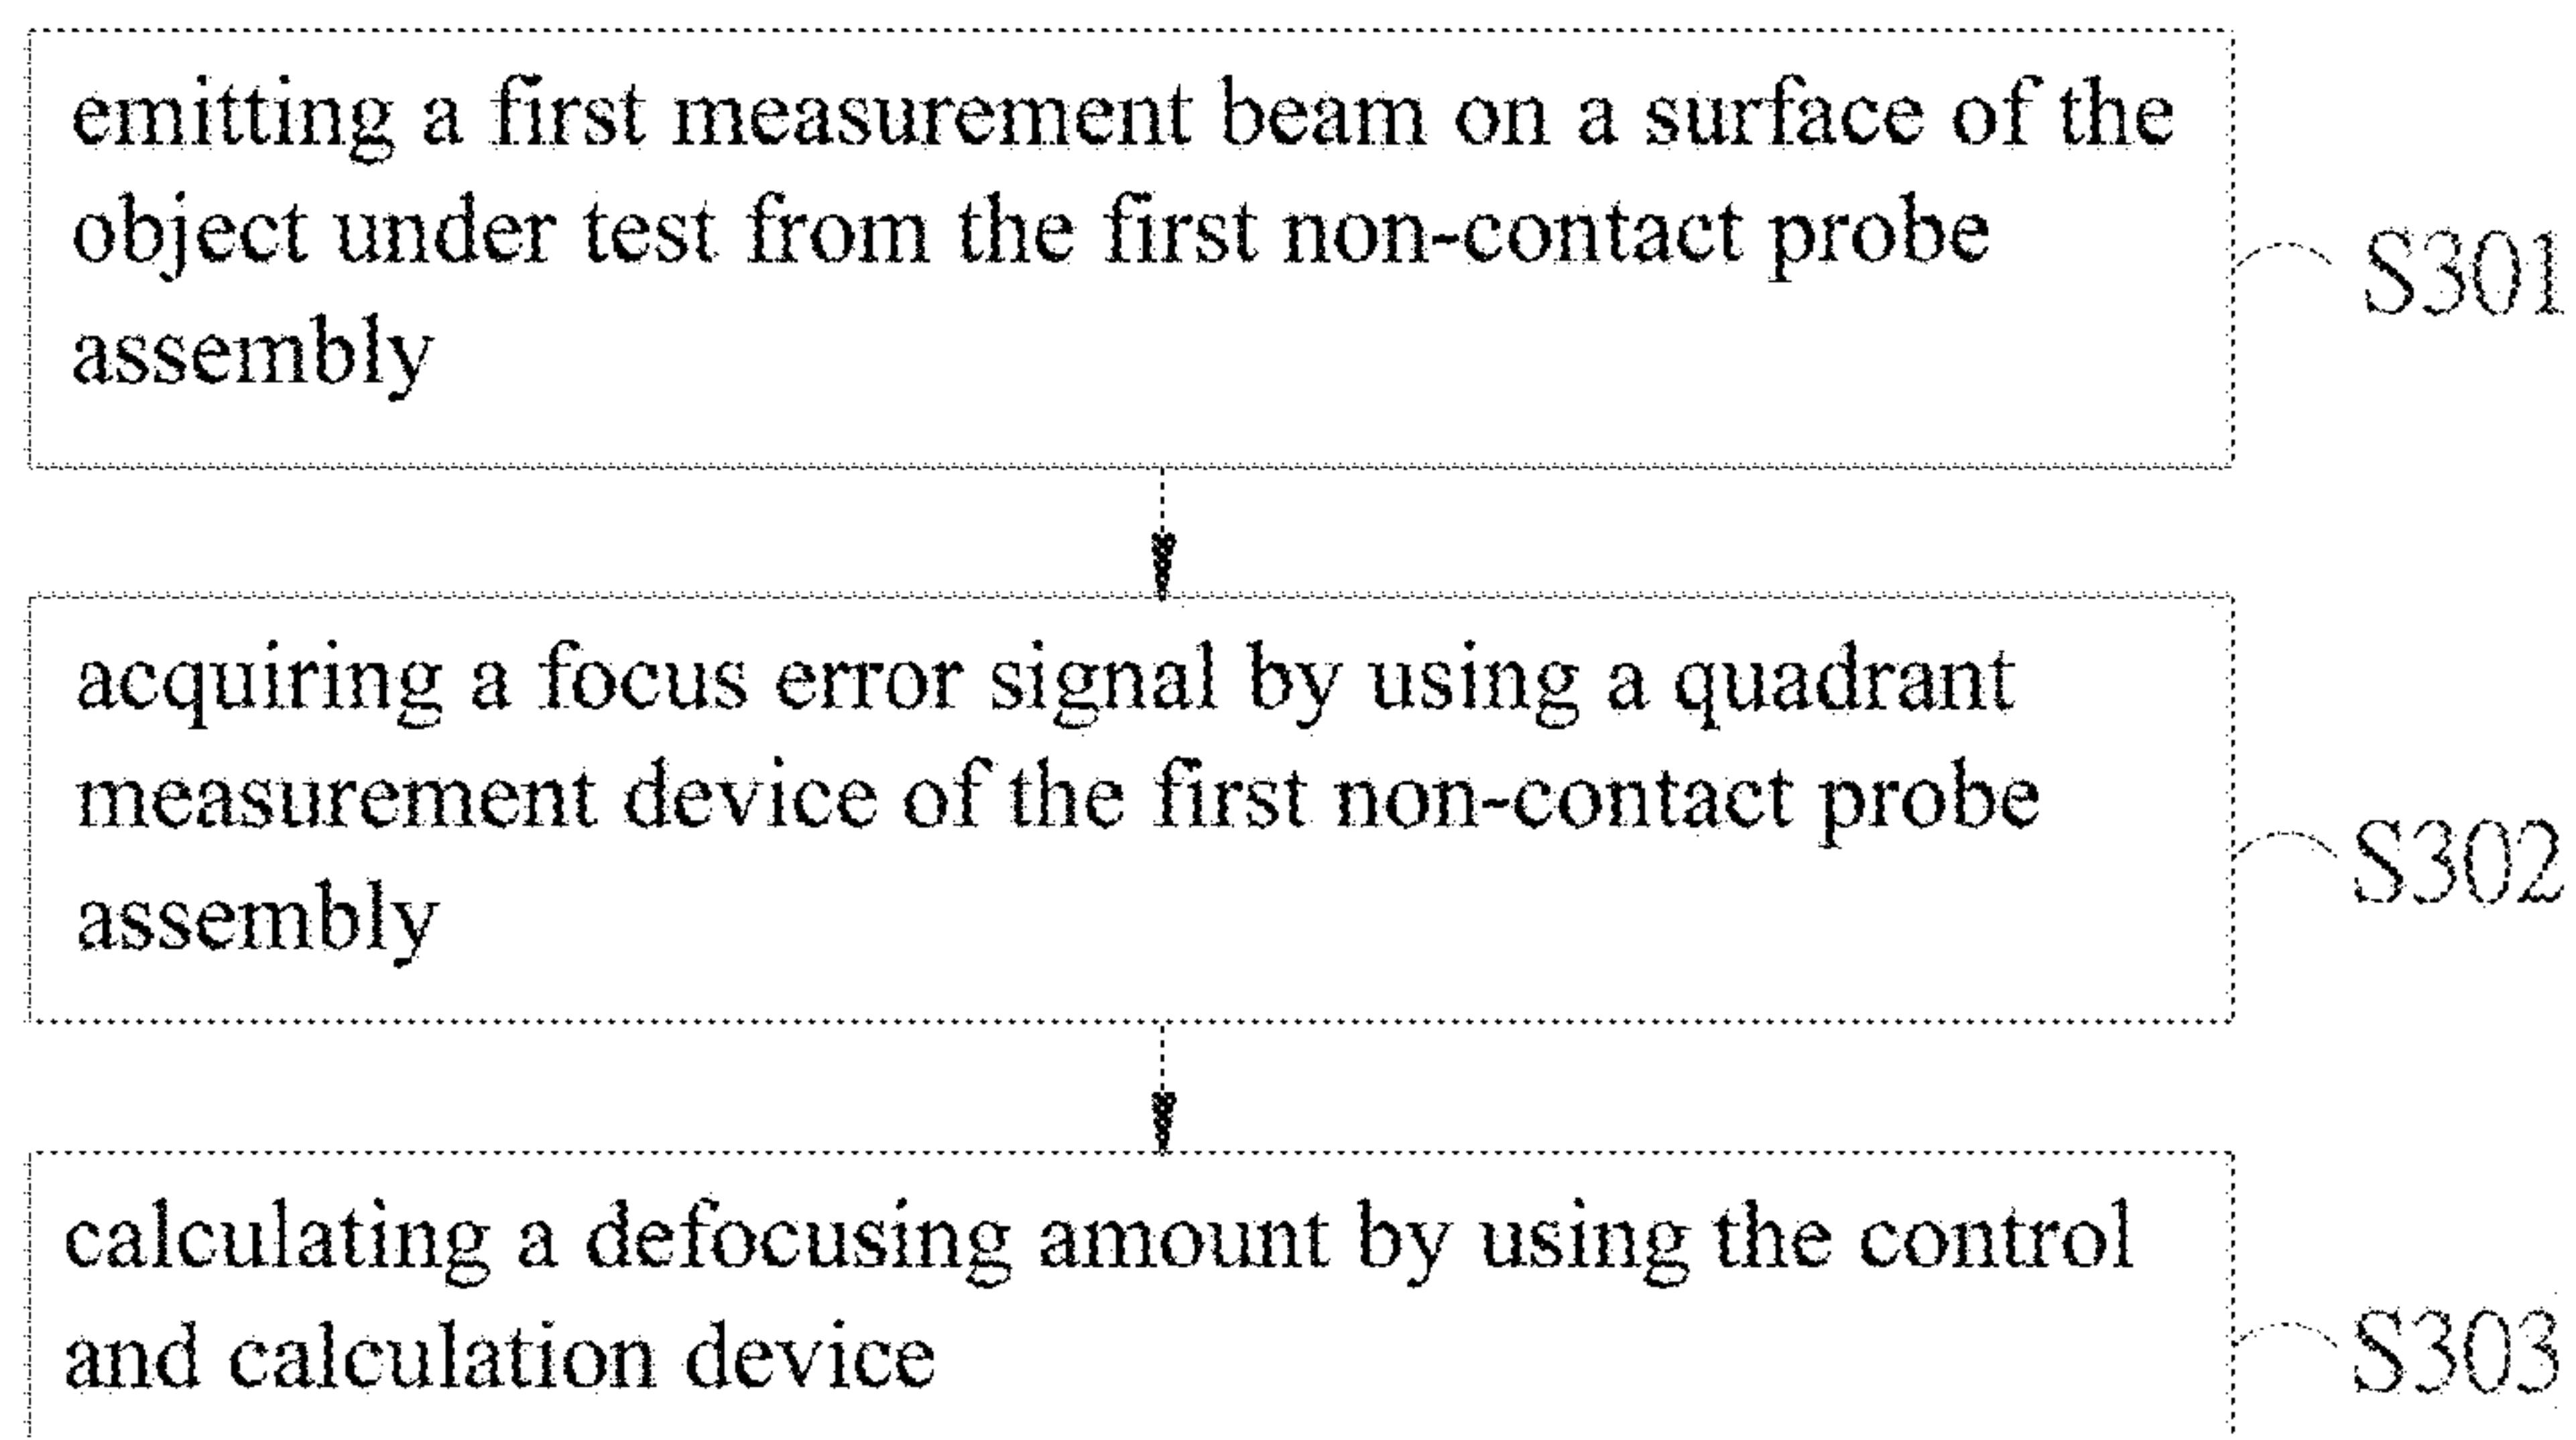 emitting a first measurement beam on a surface of the
object under test from the first non-contact probe
assembly
S301
acquiring a focus error signal by using a quadrant
measurement device of the first non-contact probe
assembly
S302
calculating a defocusing amount by using the control
and calculation device
S303